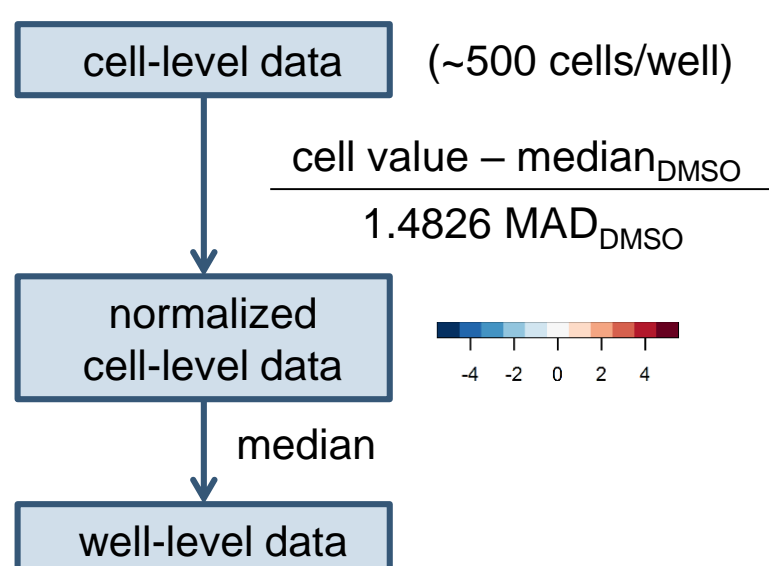 cell-level data (~500 cells/well)
cell value – median_DMSO
1.4826 MAD_DMSO
normalized
cell-level data
-4 -2 0 2 4
median
well-level data